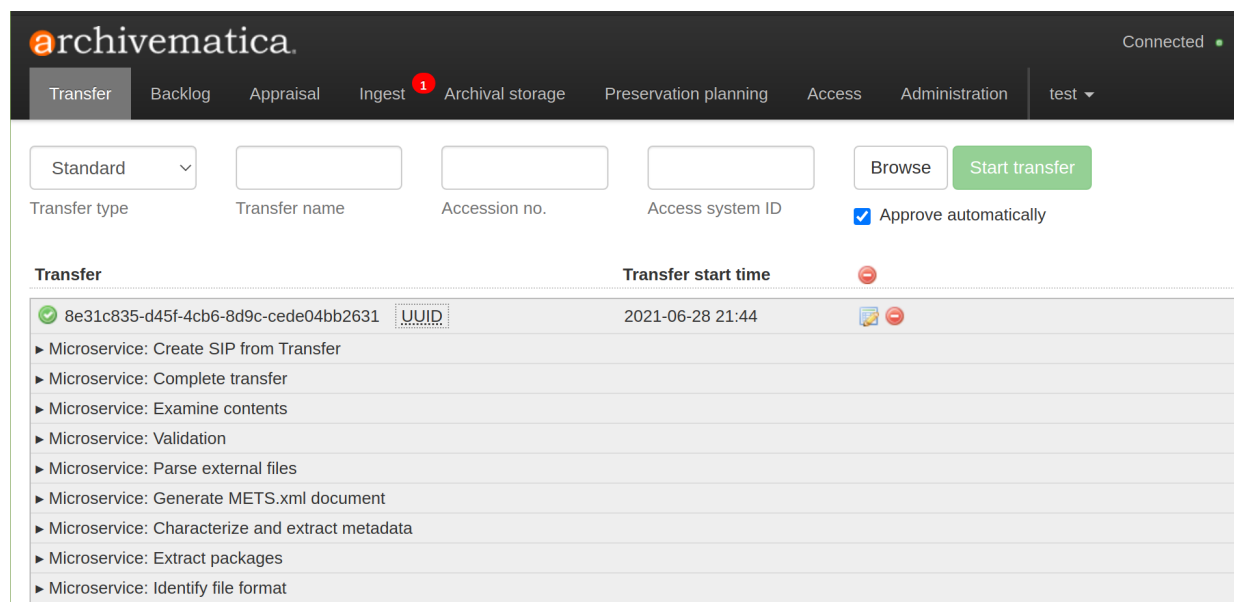 archivematica.
Connected
Transfer Backlog Appraisal Ingest 1 Archival storage Preservation planning Access Administration test
Standard Browse Start transfer
Transfer type Transfer name Accession no. Access system ID
Approve automatically
Transfer Transfer start time
8e31c835-d45f-4cb6-8d9c-cede04bb2631 UUID 2021-06-28 21:44
Microservice: Create SIP from Transfer
Microservice: Complete transfer
Microservice: Examine contents
Microservice: Validation
Microservice: Parse external files
Microservice: Generate METS.xml document
Microservice: Characterize and extract metadata
Microservice: Extract packages
Microservice: Identify file format